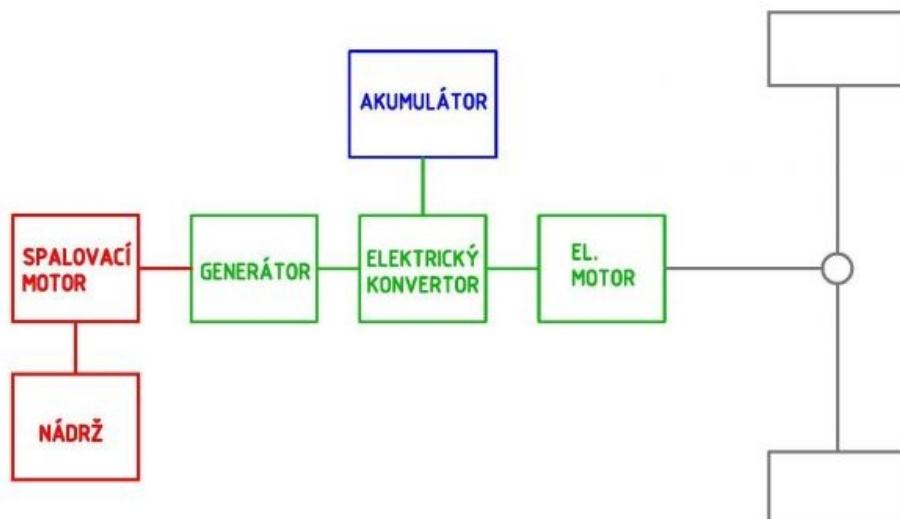 AKUMULÁTOR
SPALOVACÍ
MOTOR
GENERÁTOR
ELEKTRICKÝ
KONVERTOR
EL.
MOTOR
NÁDRŽ